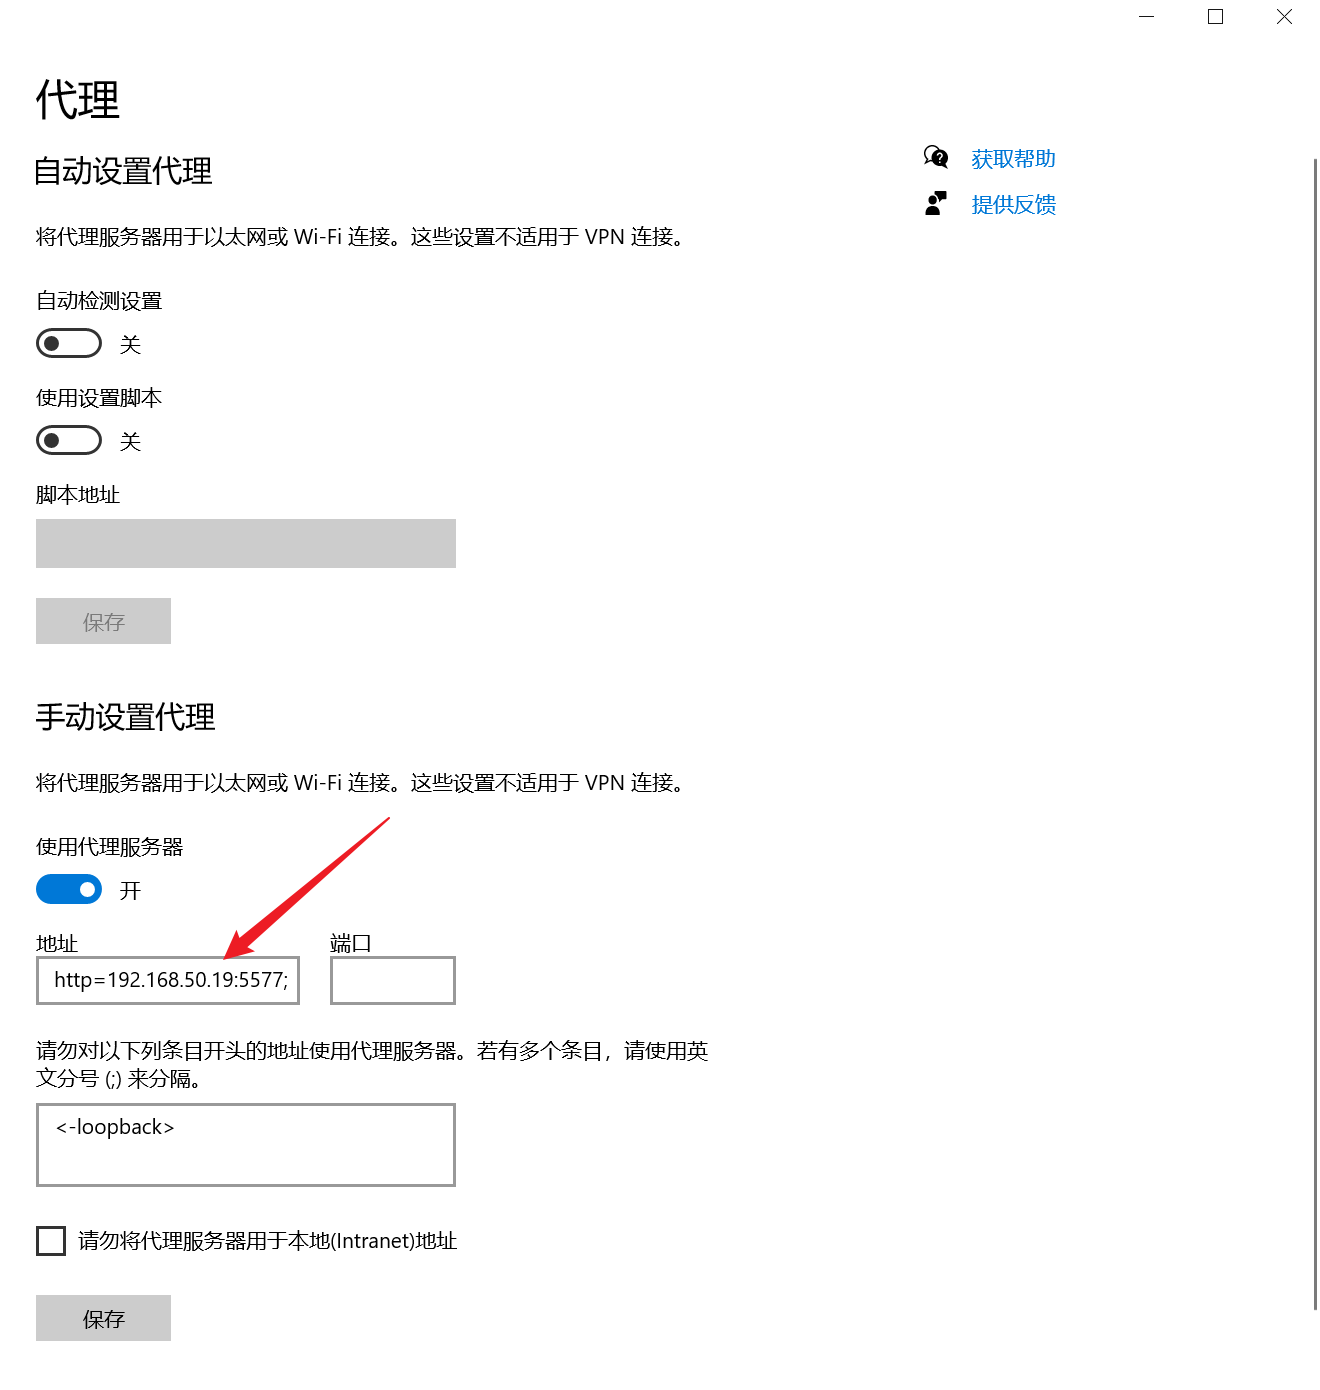 代理
自动设置代理
获取帮助
提供反馈
将代理服务器用于以太网或 Wi-Fi 连接。这些设置不适用于 VPN 连接。
自动检测设置
关
使用设置脚本
关
脚本地址
保存
手动设置代理
将代理服务器用于以太网或 Wi-Fi 连接。这些设置不适用于 VPN 连接。
使用代理服务器
开
地址 端口
http=192.168.50.19:5577;
请勿对以下列条目开头的地址使用代理服务器。若有多个条目，请使用英
文分号 (;) 来分隔。
<-loopback>
请勿将代理服务器用于本地(Intranet)地址
保存